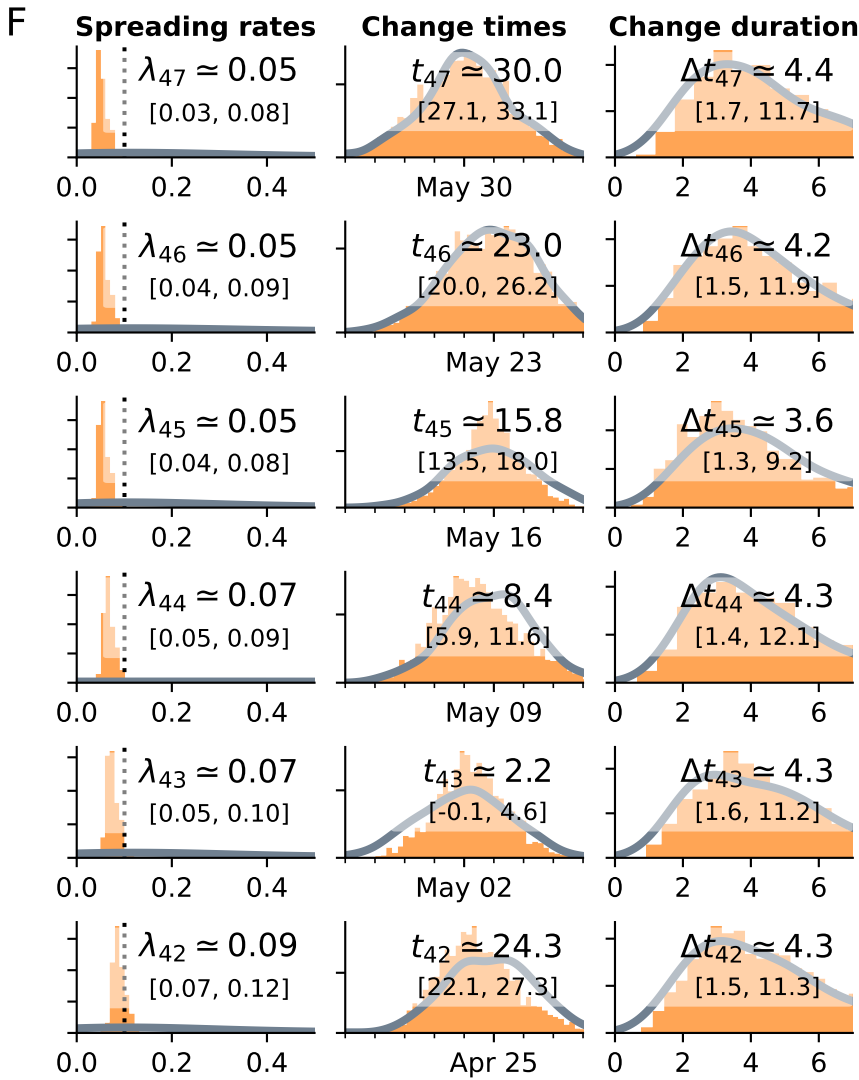 F
Spreading rates Change times Change duration
λ47 ≃ 0.05 t47 ≃ 30.0 Δt47 ≃ 4.4
[0.03, 0.08] [27.1, 33.1] [1.7, 11.7]
0.0 0.4 May 30 2 4 6
λ46 ≃ 0.05 t46 ≃ 23.0 Δt46 ≃ 4.2
[0.04, 0.09] [20.0, 26.2] [1.5, 11.9]
0.0 0.2 0.4 May 23 0 2 4 6
λ45 ≃ 0.05 t45 ≃ 15.8 Δt45 ≃ 3.6
[0.04, 0.08] [13.5, 18.0] [1.3, 9.2]
0.0 0.2 0.4 May 16 0 2 4 6
λ44 ≃ 0.07 t44 ≃ 8.4 Δt44 ≃ 4.3
[0.05, 0.09] [5.9, 11.6] [1.4, 12.1]
0.0 0.2 0.4 May 09 0 2 4 6
λ43 ≃ 0.07 t43 ≃ 2.2 Δt43 ≃ 4.3
[0.05, 0.10] [-0.1, 4.6] [1.6, 11.2]
0.0 0.2 0.4 May 02 0 2 4 6
λ42 ≃ 0.09 t42 ≃ 24.3 Δt42 ≃ 4.3
[0.07, 0.12] [22.1, 27.3] [1.5, 11.3]
0.0 0.2 0.4 Apr 25 0 2 4 6